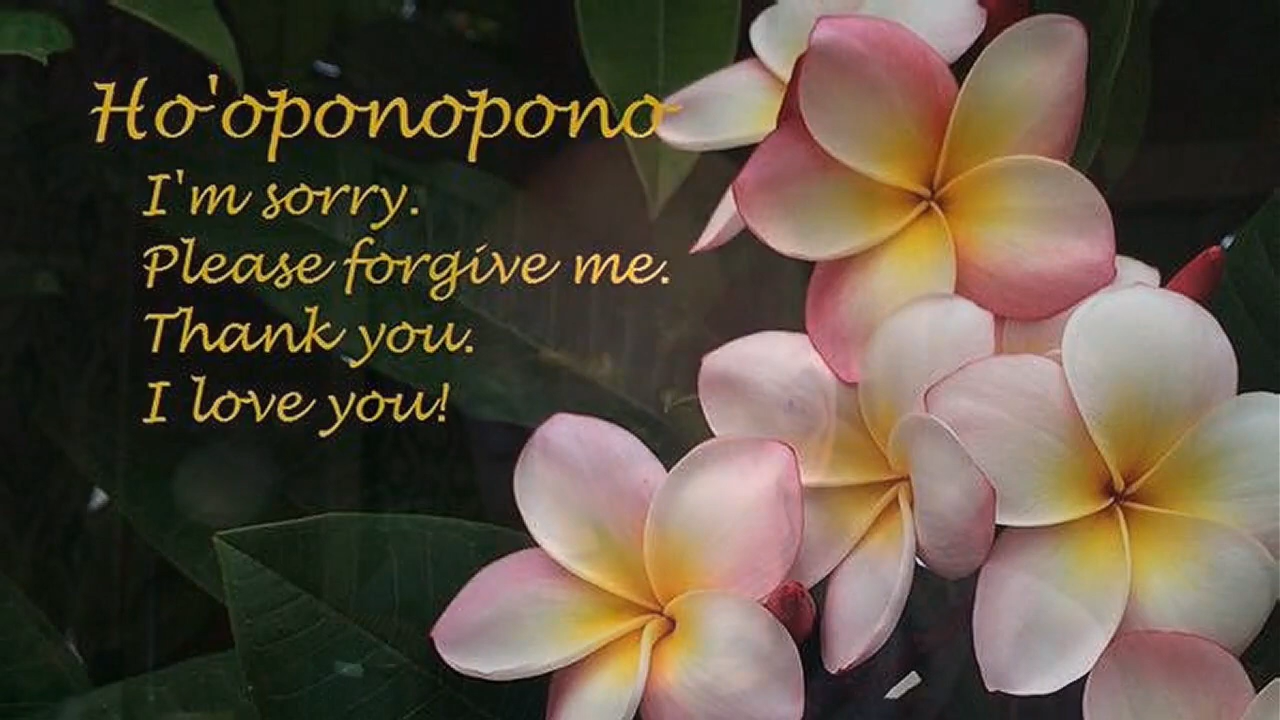 Ho'oponopono
I'm sorry.
Please forgive me.
Thank you.
I love you!